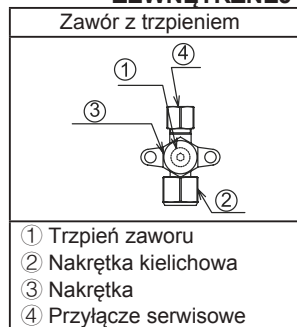 Zawór z trzpieniem
①
④
③
②
① Trzpień zaworu
② Nakrętka kielichowa
③ Nakrętka
④ Przyłącze serwisowe